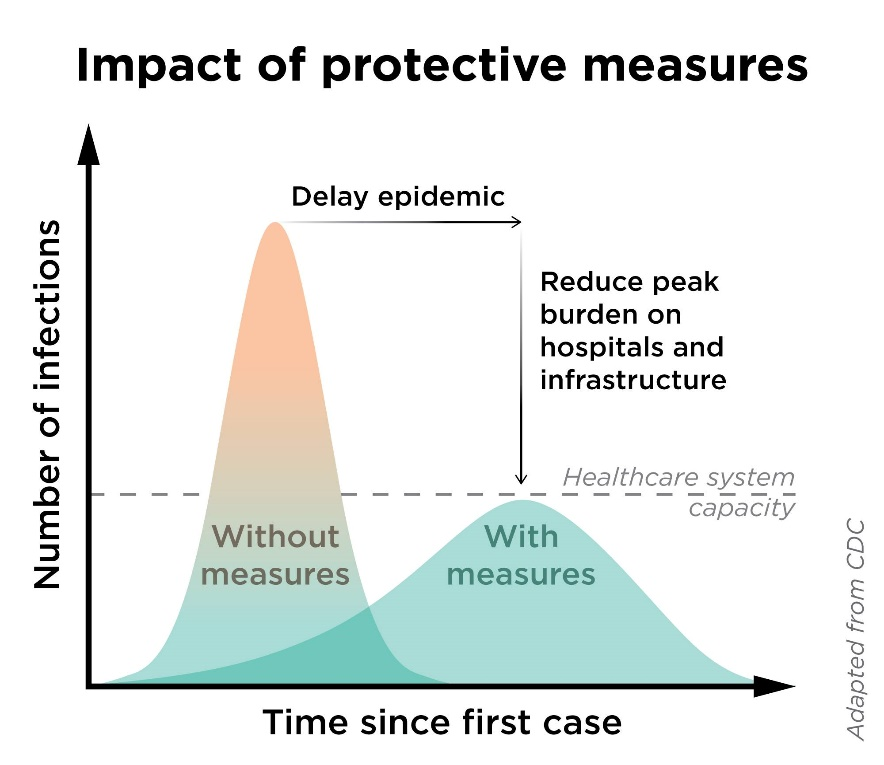 Impact of protective measures
Delay epidemic
Reduce peak
burden on
hospitals and
infrastructure
Healthcare system
capacity
Without
measures
With
measures
Number of infections
Time since first case
Adapted from CDC